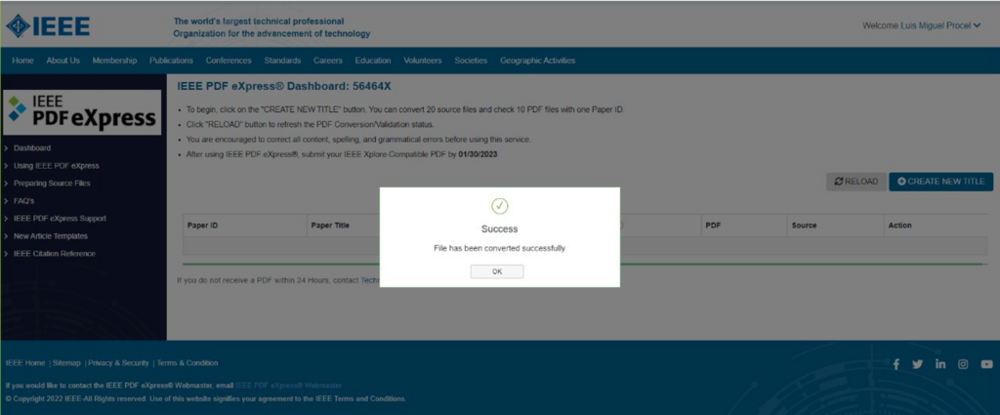 IEEE
The world's largest technical professional
Organization for the advancement of technology
Welcome Luis Miguel Procel
Home About Us Membership Publications Conferences Standards Careers Education Volunteers Societies Geographic Activities
IEEE
PDF eXpress
Dashboard
Using IEEE PDF eXpress
Preparing Source Files
FAQ's
IEEE PDF eXpress Support
New Article Templates
IEEE Citation Reference
IEEE PDF eXpress® Dashboard: 56464X
To begin, click on the "CREATE NEW TITLE" button. You can convert 20 source files and check 10 PDF files with one Paper ID.
Click "RELOAD" button to refresh the PDF Conversion/Validation status.
You are encouraged to correct all content, spelling, and grammatical errors before using this service.
After using IEEE PDF eXpress®, submit your IEEE Xplore-Compatible PDF by 01/30/2023
RELOAD CREATE NEW TITLE
Paper ID Paper Title PDF Source Action
Success
File has been converted successfully
OK
If you do not receive a PDF within 24 Hours, contact Techn
IEEE Home | Sitemap | Privacy & Security | Terms & Condition
If you would like to contact the IEEE PDF eXpress® Webmaster, email IEEE PDF eXpress® Webmaster
© Copyright 2022 IEEE-All Rights reserved. Use of this website signifies your agreement to the IEEE Terms and Conditions.